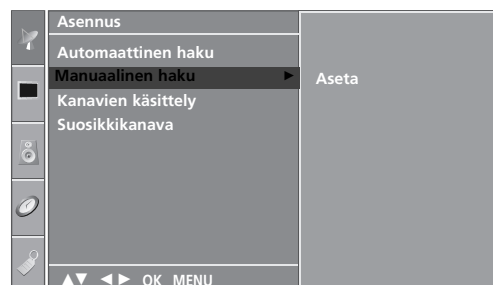 Asennus
Automaattinen haku
Manuaalinen haku ► Aseta
Kanavien käsittely
Suosikkikanava
▲▼ ◄► OK MENU